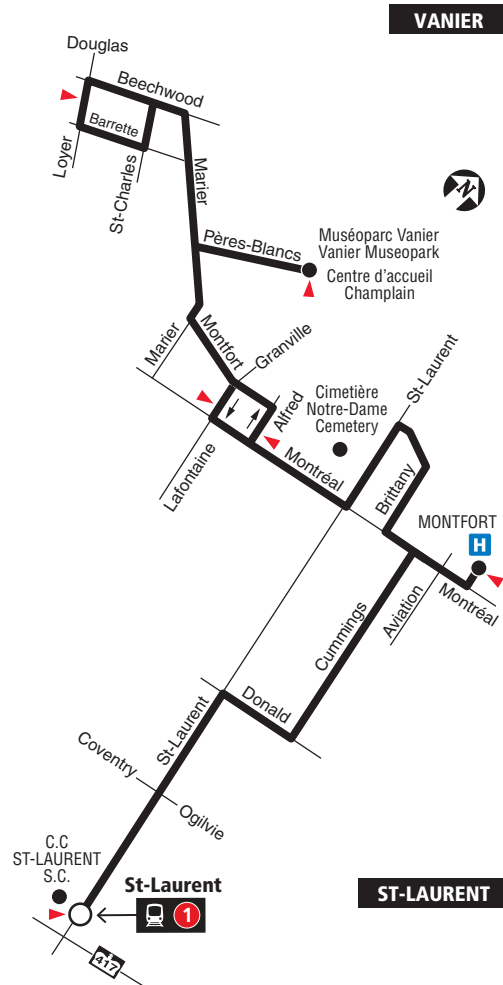 VANIER
Douglas
Beechwood
Barrette
Loyer
St-Charles
Marier
N
Pères-Blancs
Muséoparc Vanier
Vanier Museopark
Centre d'accueil
Champlain
Marier
Montfort
Granville
St-Laurent
Alfred
Cimetière
Notre-Dame
Cemetery
Lafontaine
Montréal
Brittany
MONTFORT
H
Montréal
Aviation
Cummings
Donald
St-Laurent
Coventry
Ogilvie
C.C
ST-LAURENT
S.C.
St-Laurent
1
ST-LAURENT
417